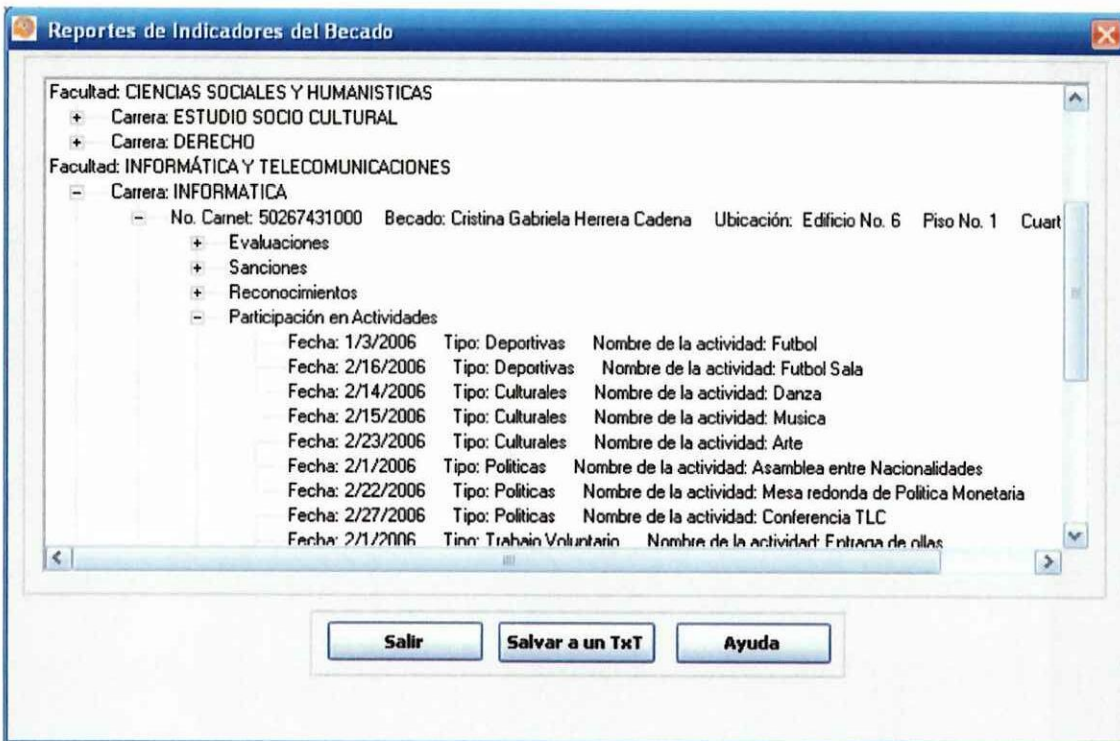 Reportes de Indicadores del Becado
Facultad: CIENCIAS SOCIALES Y HUMANISTICAS
Carrera: ESTUDIO SOCIO CULTURAL
Carrera: DERECHO
Facultad: INFORMÁTICA Y TELECOMUNICACIONES
Carrera: INFORMATICA
No. Carnet: 50267431000 Becado: Cristina Gabriela Herrera Cadena Ubicación: Edificio No. 6 Piso No. 1 Cuart
Evaluaciones
Sanciones
Reconocimientos
Participación en Actividades
Fecha: 1/3/2006 Tipo: Deportivas Nombre de la actividad: Futbol
Fecha: 2/16/2006 Tipo: Deportivas Nombre de la actividad: Futbol Sala
Fecha: 2/14/2006 Tipo: Culturales Nombre de la actividad: Danza
Fecha: 2/15/2006 Tipo: Culturales Nombre de la actividad: Musica
Fecha: 2/23/2006 Tipo: Culturales Nombre de la actividad: Arte
Fecha: 2/1/2006 Tipo: Politicas Nombre de la actividad: Asamblea entre Nacionalidades
Fecha: 2/22/2006 Tipo: Politicas Nombre de la actividad: Mesa redonda de Politica Monetaria
Fecha: 2/27/2006 Tipo: Politicas Nombre de la actividad: Conferencia TLC
Fecha: 2/1/2006 Tipo: Trabajo Voluntario Nombre de la actividad: Entraga de ollas
Salir Salvar a un TxT Ayuda